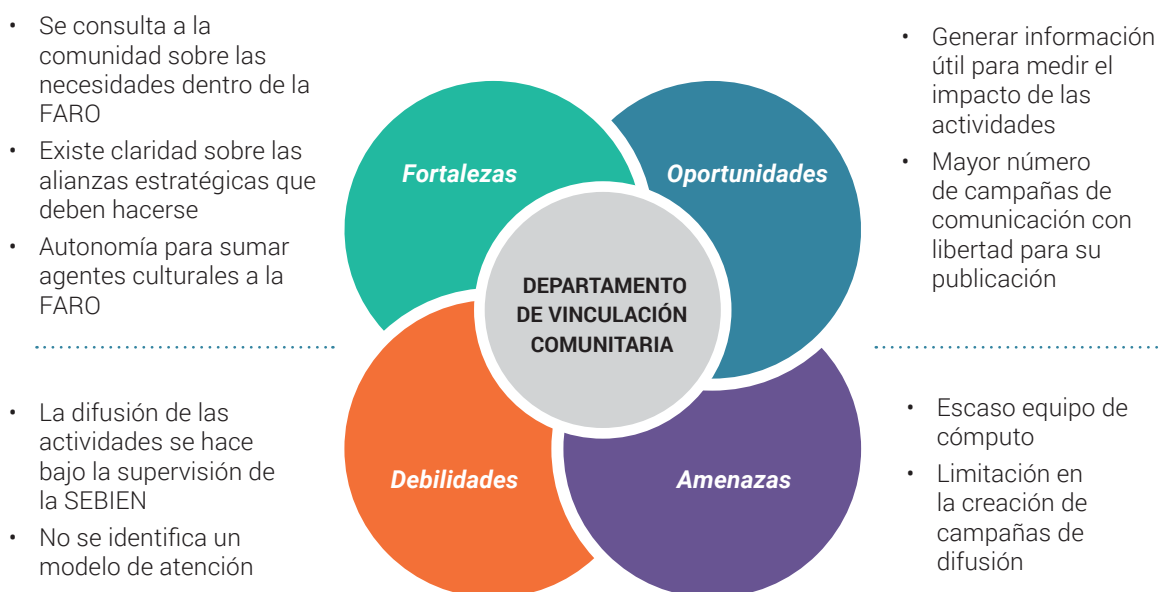 • Se consulta a la
comunidad sobre las
necesidades dentro de la
FARO
• Existe claridad sobre las
alianzas estratégicas que
deben hacerse
• Autonomía para sumar
agentes culturales a la
FARO
Fortalezas
Oportunidades
• Generar información
útil para medir el
impacto de las
actividades
• Mayor número
de campañas de
comunicación con
libertad para su
publicación
DEPARTAMENTO
DE VINCULACIÓN
COMUNITARIA
• La difusión de las
actividades se hace
bajo la supervisión de
la SEBIEN
• No se identifica un
modelo de atención
Debilidades
Amenazas
• Escaso equipo de
cómputo
• Limitación en
la creación de
campañas de
difusión